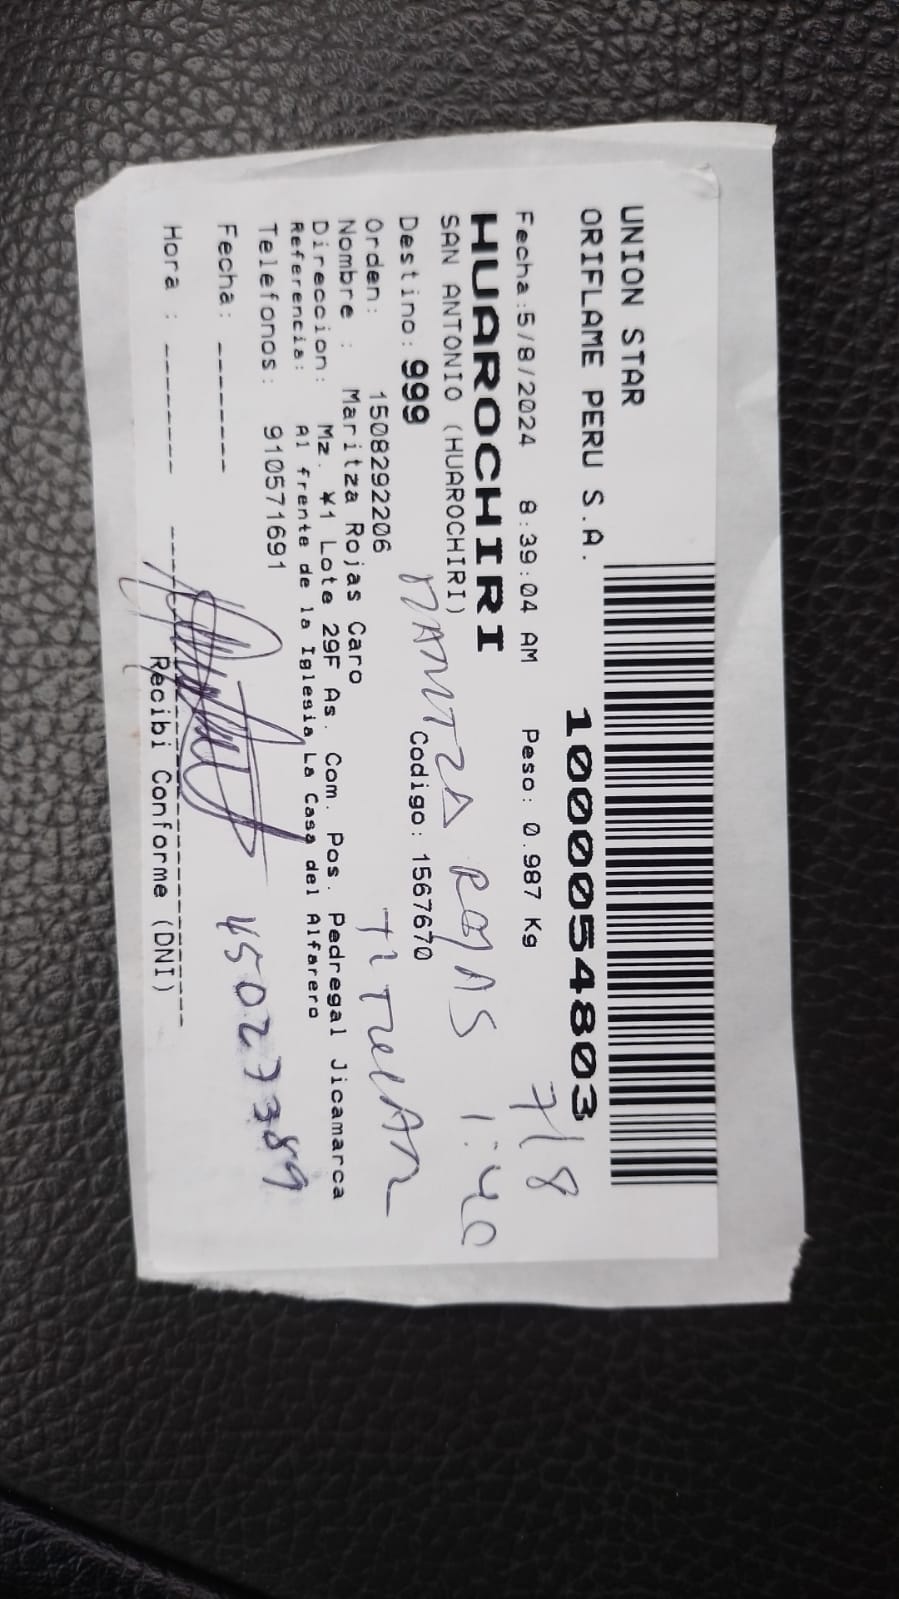 UNION STAR
ORIFLAME PERU S.A.
1000054803
Fecha:5/8/2024 8:39:04 AM Peso: 0.987 Kg
7/8
HUAROCHIRI
SAN ANTONIO (HUAROCHIRI)
MARITZA ROJAS 1:40
Destino: 999 Codigo: 1567670
Orden: 1508292206
TITULAR
Nombre : Maritza Rojas Caro
Direccion: Mz. ¥1 Lote 29F As. Com. Pos. Pedregal Jicamarca
Referencia: Al frente de la Iglesia La Casa del Alfarero
Telefonos: 910571691
45027389
Fecha: -------
Hora : -------
Recibi Conforme (DNI)